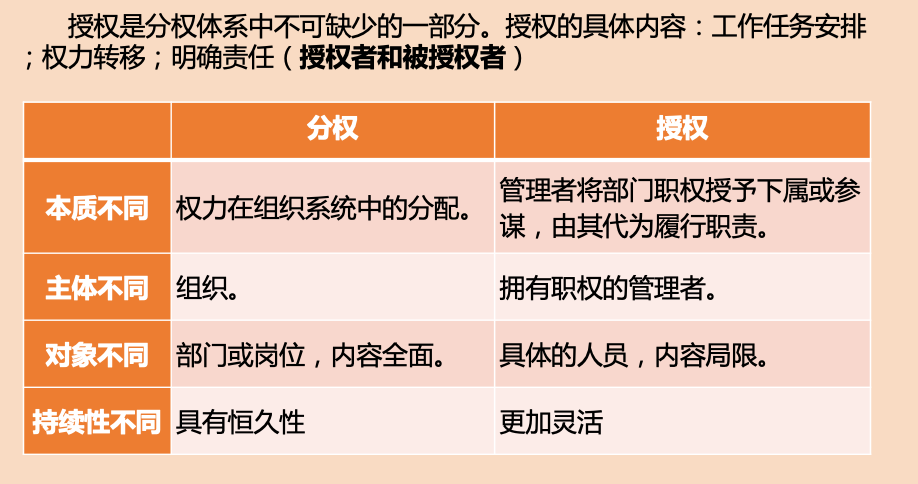 授权是分权体系中不可缺少的一部分。授权的具体内容：工作任务安排
；权力转移；明确责任（授权者和被授权者）
分权 授权
本质不同 权力在组织系统中的分配。 管理者将部门职权授予下属或参
谋，由其代为履行职责。
主体不同 组织。 拥有职权的管理者。
对象不同 部门或岗位，内容全面。 具体的人员，内容局限。
持续性不同 具有恒久性 更加灵活